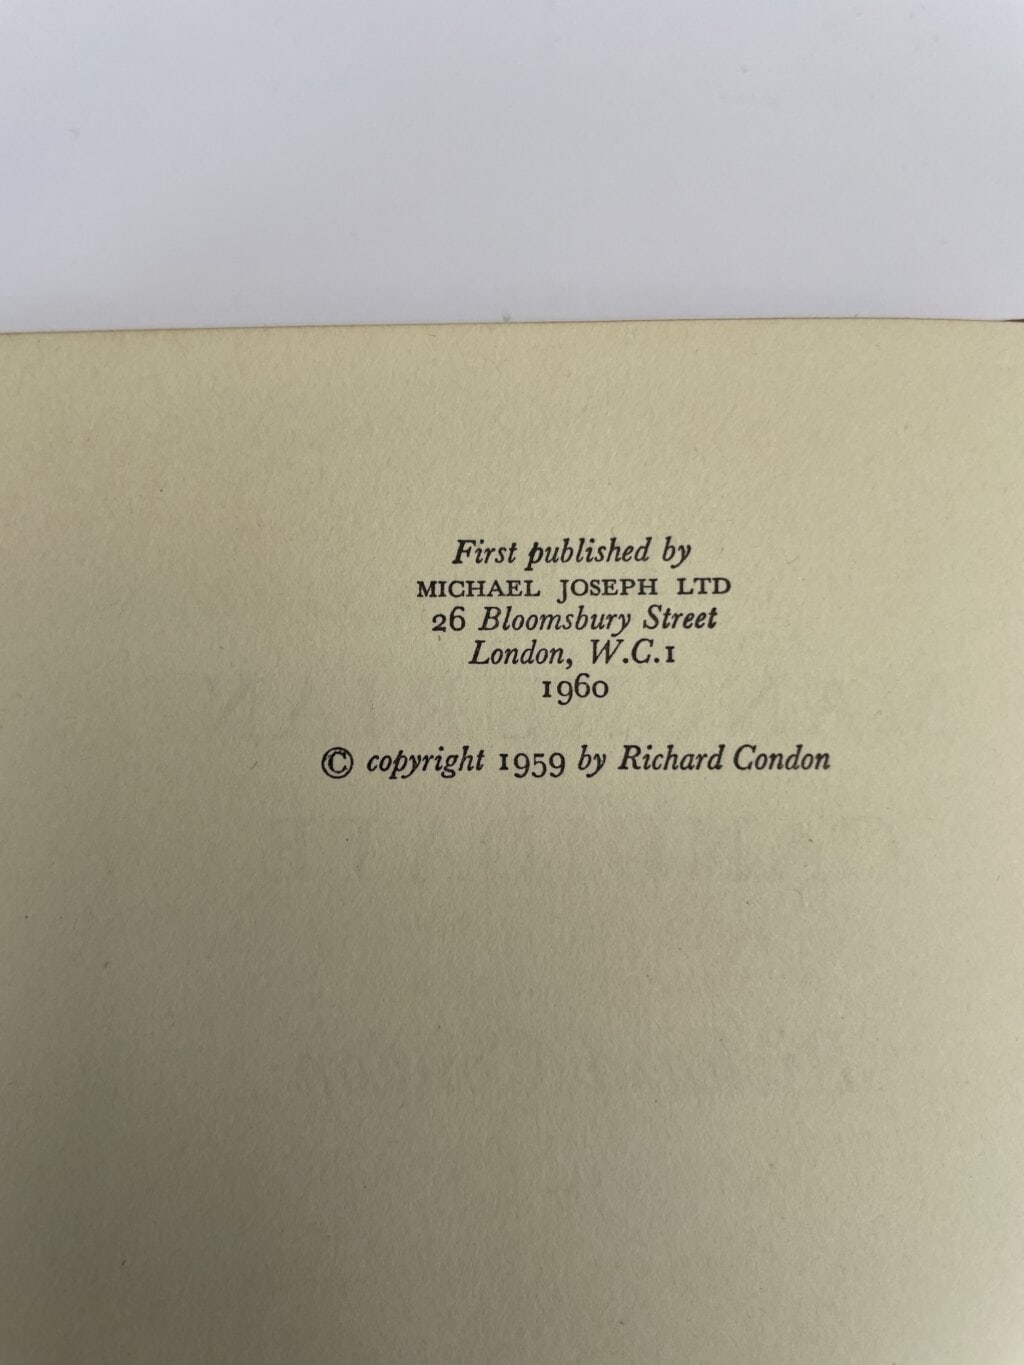 First published by
MICHAEL JOSEPH LTD
26 Bloomsbury Street
London, W.C.1
1960
© copyright 1959 by Richard Condon